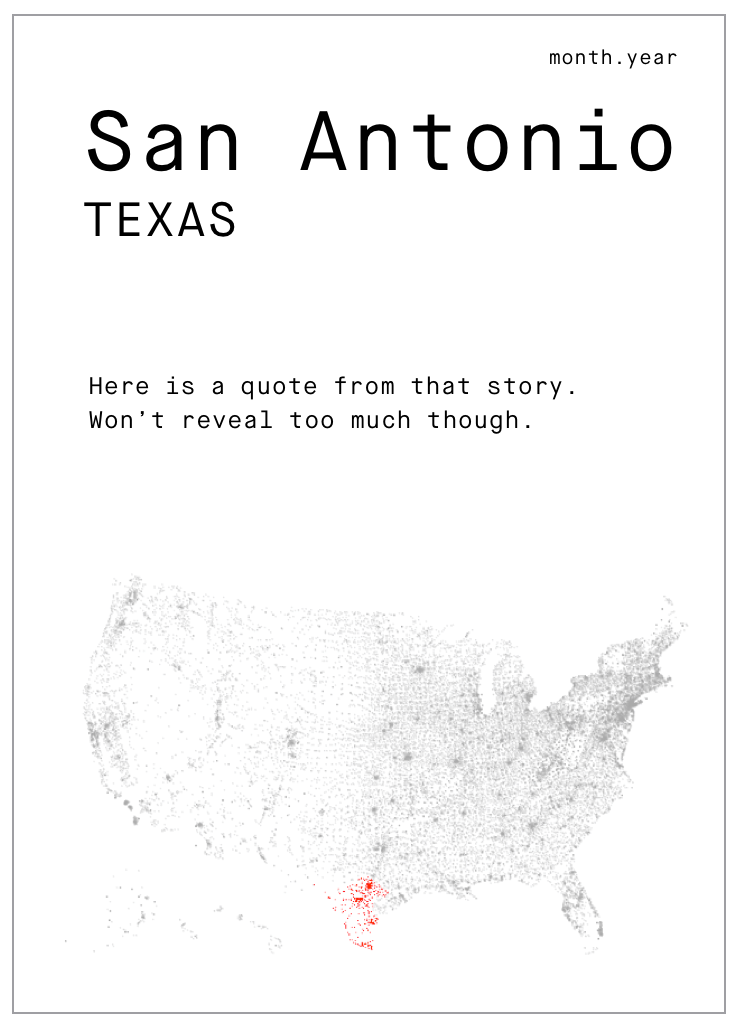 month.year
San Antonio
TEXAS
Here is a quote from that story.
Won’t reveal too much though.